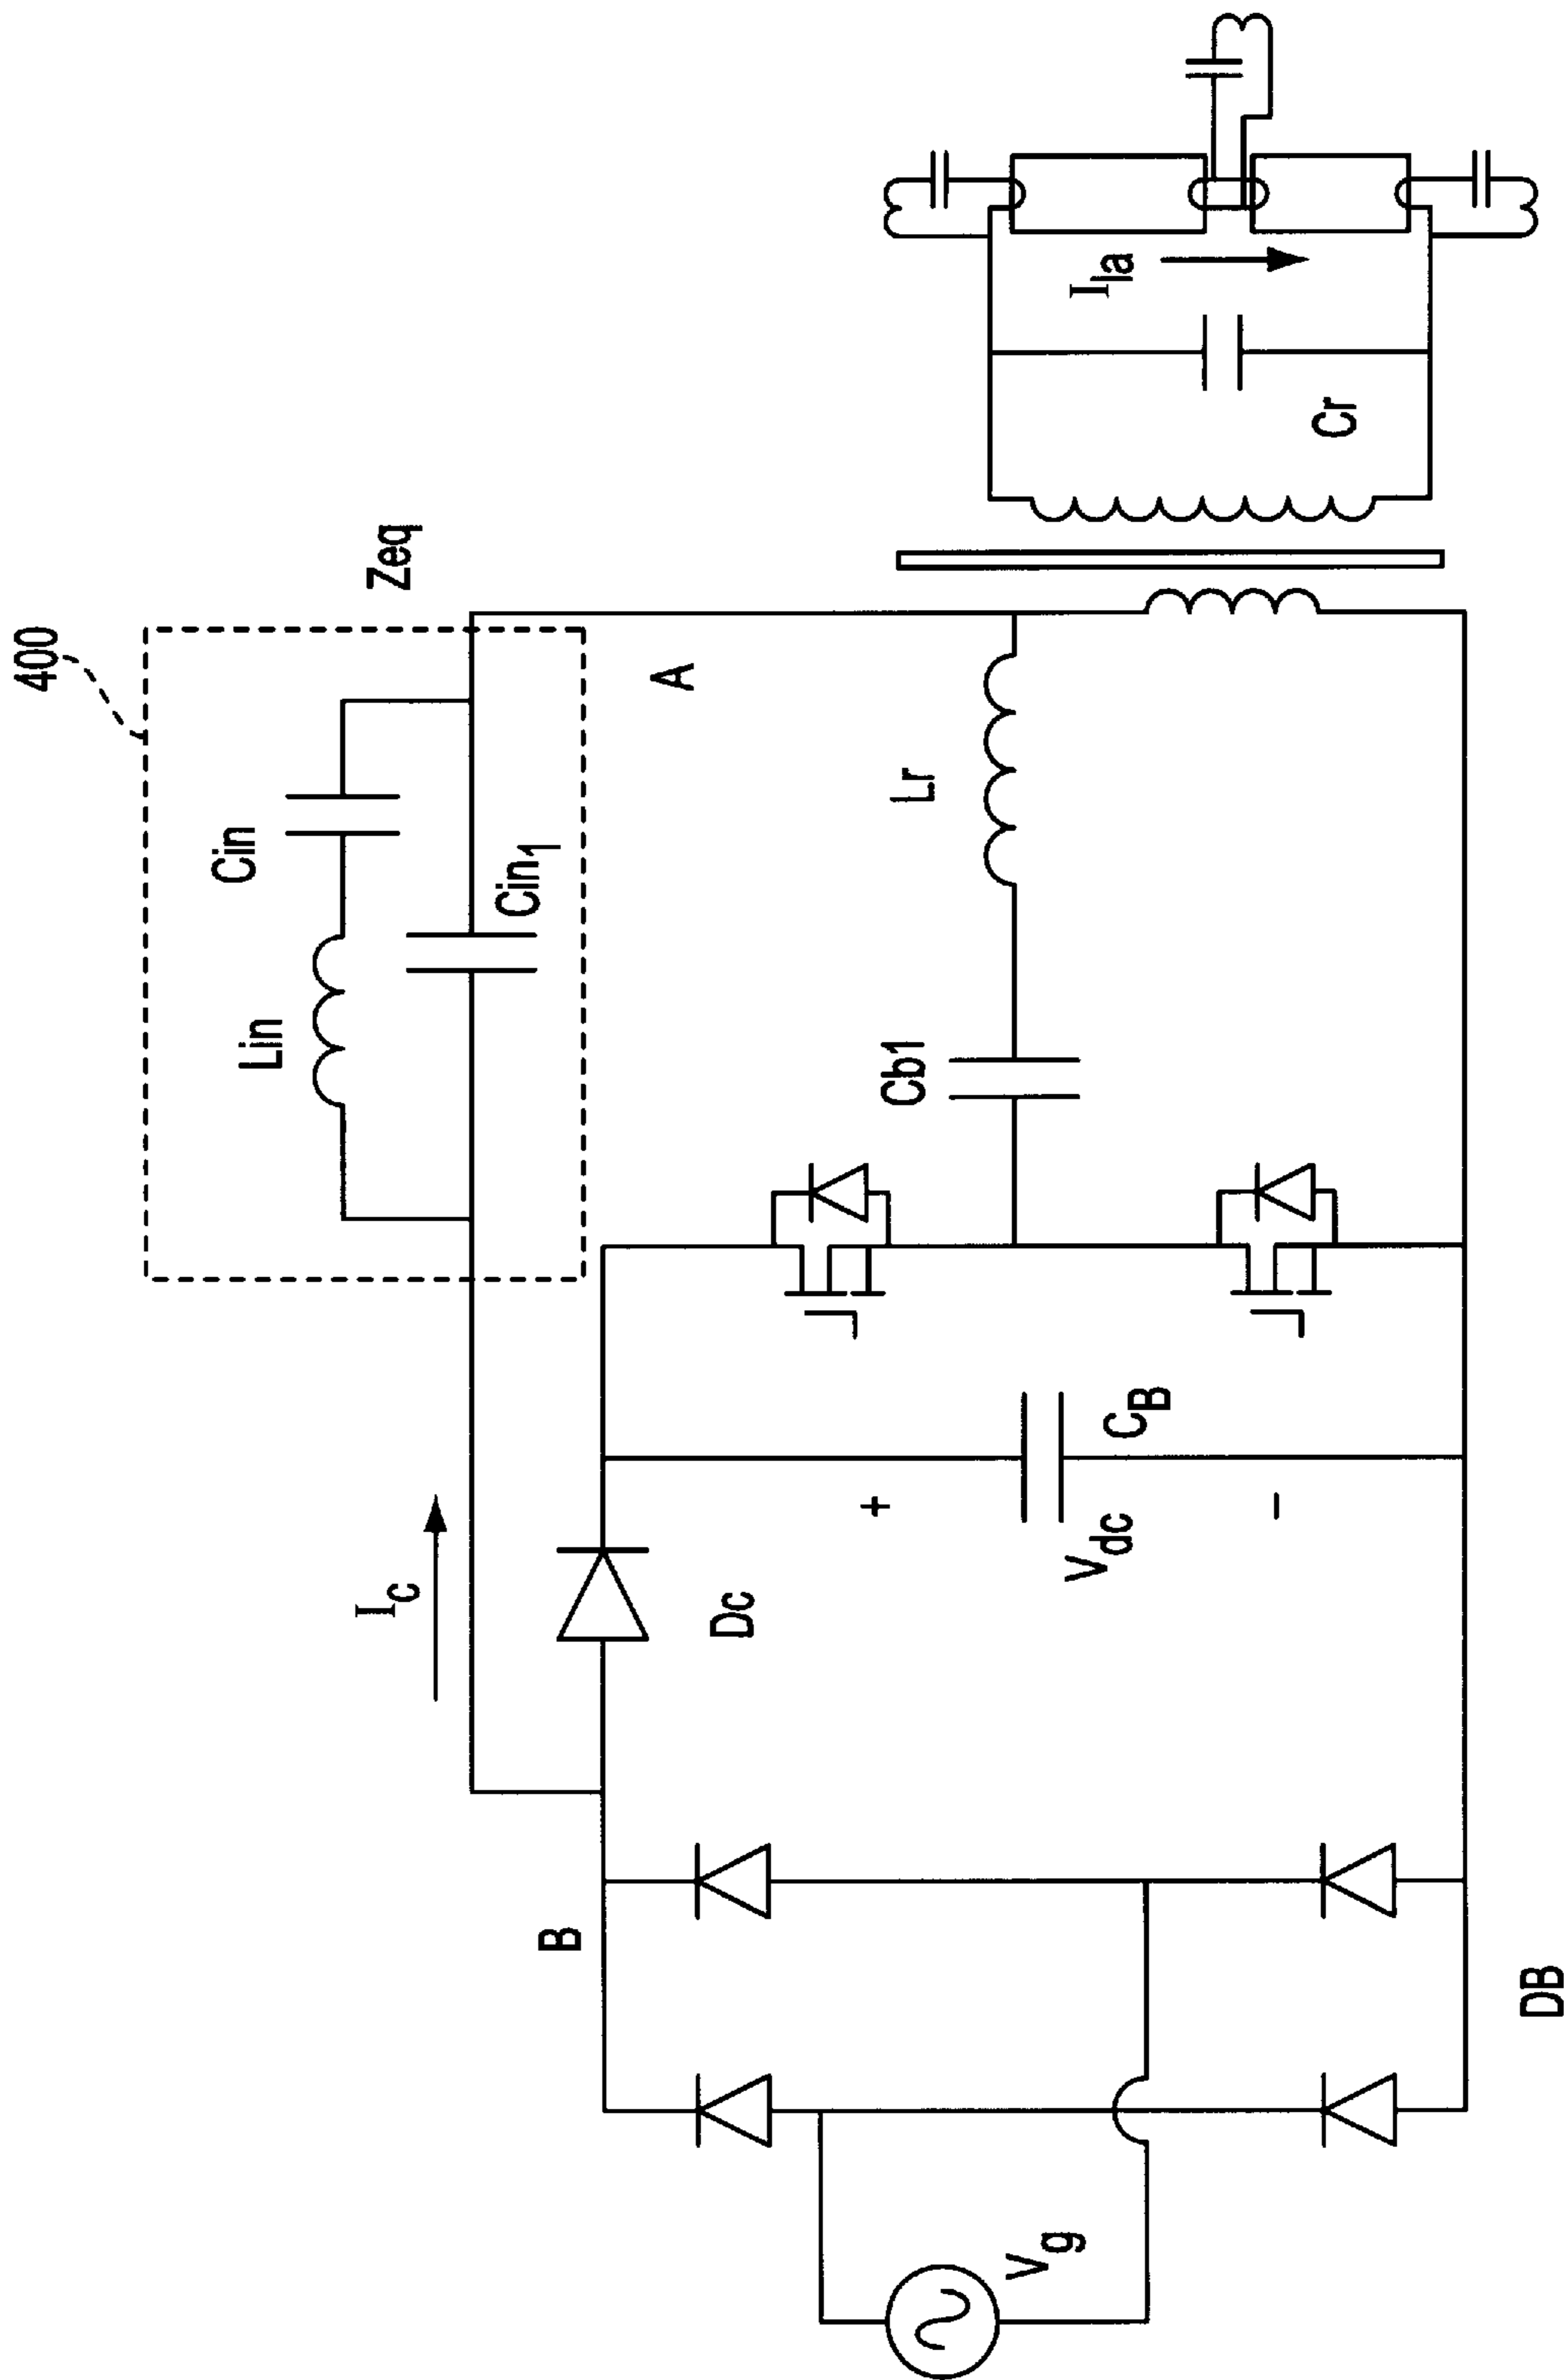 400
Zeq
Cin
Lin
Cin1
A
Ic
Lr
Cb1
Dc
+
Vdc
CB
−
B
DB
Vg
Cr
Ila